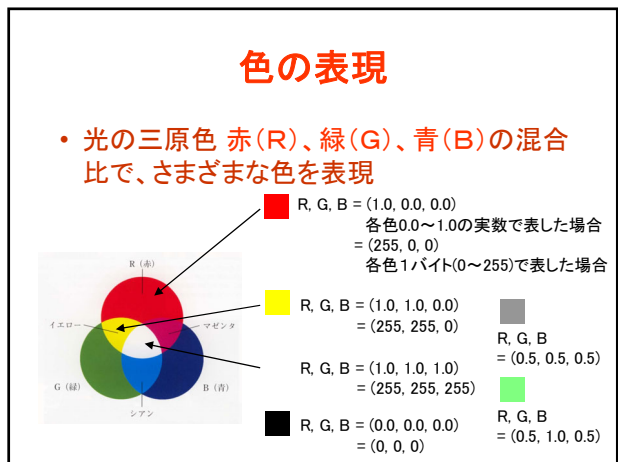 色の表現
• 光の三原色 赤(R)、緑(G)、青(B)の混合
比で、さまざまな色を表現
R, G, B = (1.0, 0.0, 0.0)
各色0.0~1.0の実数で表した場合
= (255, 0, 0)
各色1バイト(0~255)で表した場合
R(赤)
イエロー
マゼンタ
G(緑)
B(青)
シアン
R, G, B = (1.0, 1.0, 0.0)
= (255, 255, 0)
R, G, B = (1.0, 1.0, 1.0)
= (255, 255, 255)
R, G, B = (0.0, 0.0, 0.0)
= (0, 0, 0)
R, G, B
= (0.5, 0.5, 0.5)
R, G, B
= (0.5, 1.0, 0.5)